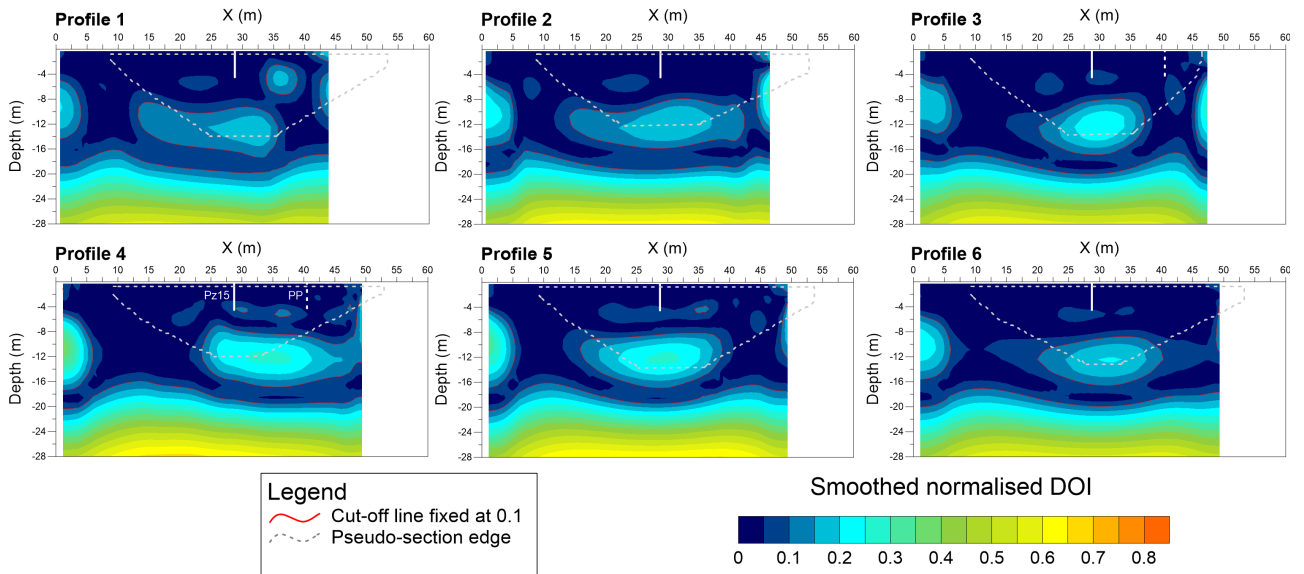 Profile 1 X (m)
0 5 10 15 20 25 30 35 40 45 50 55 60
Depth (m)
-4
-8
-12
-16
-20
-24
-28
Profile 2 X (m)
0 5 10 15 20 25 30 35 40 45 50 55 60
Depth (m)
-4
-8
-12
-16
-20
-24
-28
Profile 3 X (m)
0 5 10 15 20 25 30 35 40 45 50 55 60
Depth (m)
-4
-8
-12
-16
-20
-24
-28
Profile 4 X (m)
0 5 10 15 20 25 30 35 40 45 50 55 60
Pz15 PP
Depth (m)
-4
-8
-12
-16
-20
-24
-28
Profile 5 X (m)
0 5 10 15 20 25 30 35 40 45 50 55 60
Depth (m)
-4
-8
-12
-16
-20
-24
-28
Profile 6 X (m)
0 5 10 15 20 25 30 35 40 45 50 55 60
Depth (m)
-4
-8
-12
-16
-20
-24
-28
Legend
Cut-off line fixed at 0.1
Pseudo-section edge
Smoothed normalised DOI
0 0.1 0.2 0.3 0.4 0.5 0.6 0.7 0.8